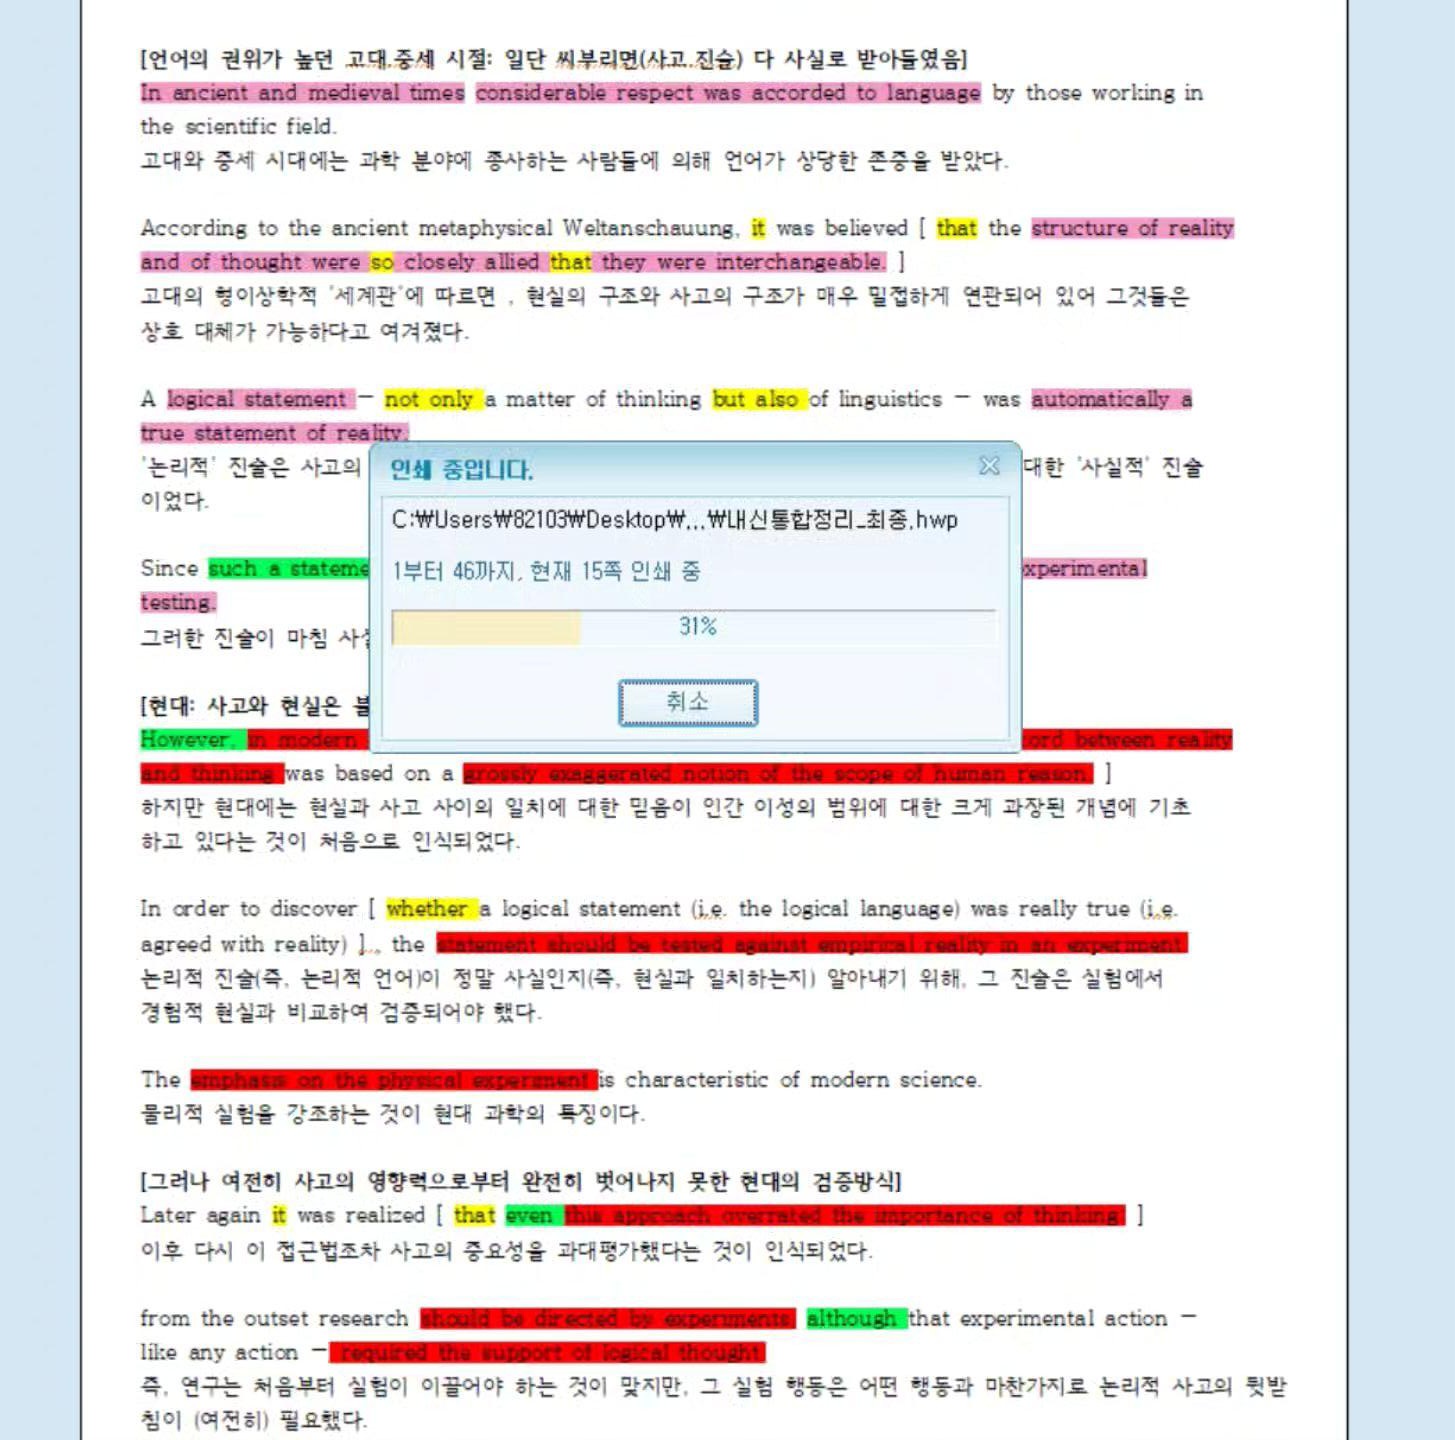 [언어의 권위가 높던 고대.중세 시절: 일단 씨부리면(사고.진술) 다 사실로 받아들였음]
In ancient and medieval times considerable respect was accorded to language by those working in
the scientific field.
고대와 중세 시대에는 과학 분야에 종사하는 사람들에 의해 언어가 상당한 존중을 받았다.
According to the ancient metaphysical Weltanschauung, it was believed [ that the structure of reality
and of thought were so closely allied that they were interchangeable. ]
고대의 형이상학적 '세계관'에 따르면 , 현실의 구조와 사고의 구조가 매우 밀접하게 연관되어 있어 그것들은
상호 대체가 가능하다고 여겨졌다.
A logical statement - not only a matter of thinking but also of linguistics - was automatically a
true statement of reality.
'논리적' 진술은 사고의 대한 '사실적' 진술
이었다.
인쇄 중입니다.
C:₩Users₩82103₩Desktop₩...₩내신통합정리_최종.hwp
1부터 46까지, 현재 15쪽 인쇄 중
31%
취소
Since such a stateme xperimental
testing.
그러한 진술이 마침
[현대: 사고와 현실은
However, in modern ord between reality
and thinking was based on a grossly exaggerated notion of the scope of human reason. ]
하지만 현대에는 현실과 사고 사이의 일치에 대한 믿음이 인간 이성의 범위에 대한 크게 과장된 개념에 기초
하고 있다는 것이 처음으로 인식되었다.
In order to discover [ whether a logical statement (i.e. the logical language) was really true (i.e.
agreed with reality) ], the statement should be tested against empirical reality in an experiment.
논리적 진술(즉, 논리적 언어)이 정말 사실인지(즉, 현실과 일치하는지) 알아내기 위해, 그 진술은 실험에서
경험적 현실과 비교하여 검증되어야 했다.
The emphasis on the physical experiment is characteristic of modern science.
물리적 실험을 강조하는 것이 현대 과학의 특징이다.
[그러나 여전히 사고의 영향력으로부터 완전히 벗어나지 못한 현대의 검증방식]
Later again it was realized [ that even this approach overrated the importance of thinking: ]
이후 다시 이 접근법조차 사고의 중요성을 과대평가했다는 것이 인식되었다.
from the outset research should be directed by experiments, although that experimental action -
like any action - required the support of logical thought.
즉, 연구는 처음부터 실험이 이끌어야 하는 것이 맞지만, 그 실험 행동은 어떤 행동과 마찬가지로 논리적 사고의 뒷받
침이 (여전히) 필요했다.